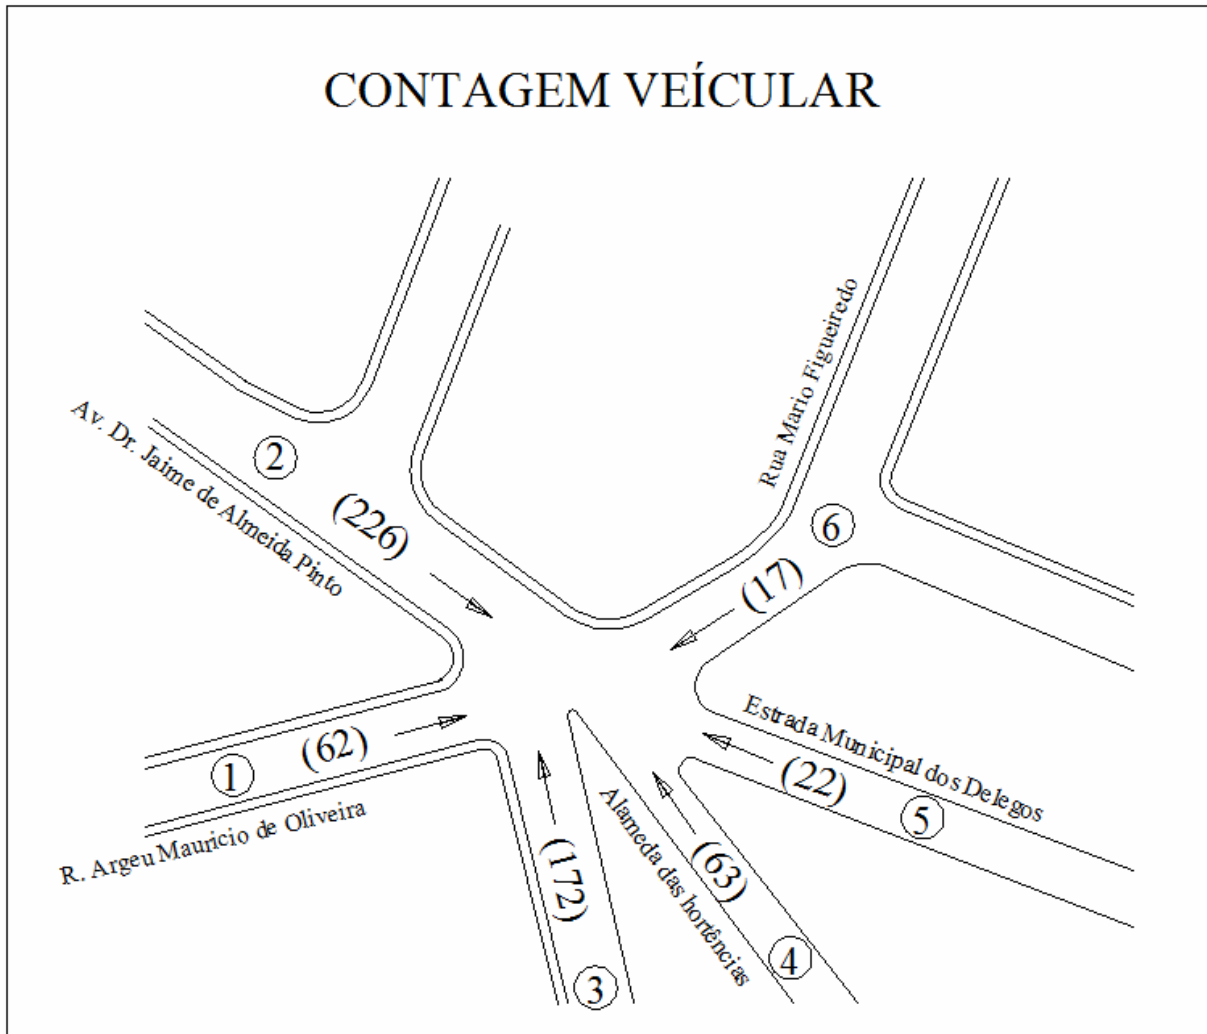 CONTAGEM VEÍCULAR
Av. Dr. Jaime de Almeida Pinto
2
(226)
Rua Mario Figueiredo
6
(17)
1
(62)
R. Argeu Mauricio de Oliveira
(172)
3
Alameda das hortências
(63)
4
Estrada Municipal dos Delegos
(22)
5